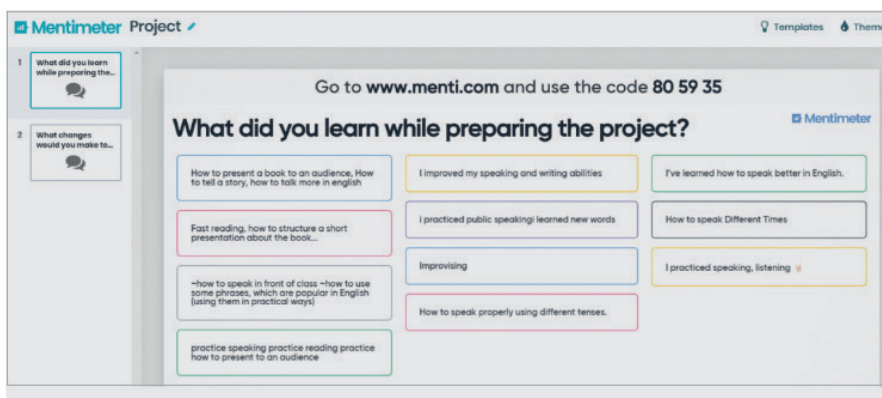 Mentimeter Project
Templates
Them
1 What did you learn
while preparing the...
2 What changes
would you make to...
Go to www.menti.com and use the code 80 59 35
Mentimeter
What did you learn while preparing the project?
How to present a book to an audience, How
to tell a story, how to talk more in english
Fast reading, how to structure a short
presentation about the book...
-how to speak in front of class -how to use
some phrases, which are popular in English
(using them in practical ways)
practice speaking practice reading practice
how to present to an audience
I improved my speaking and writing abilities
i practiced public speakingi learned new words
Improvising
How to speak properly using different tenses.
I've learned how to speak better in English.
How to speak Different Times
I practiced speaking, listening